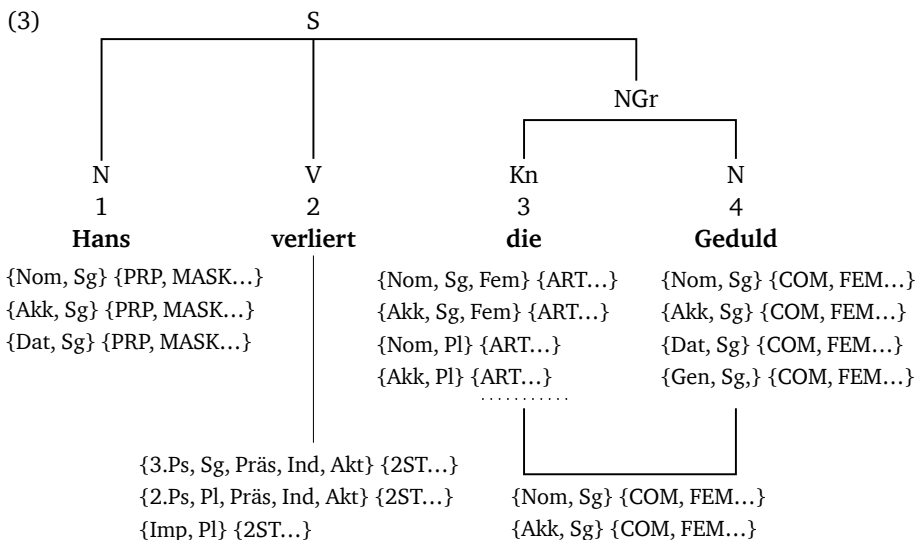 (3) S
NGr
N V Kn N
1 2 3 4
Hans verliert die Geduld
{Nom, Sg} {PRP, MASK…} {Nom, Sg, Fem} {ART…} {Nom, Sg} {COM, FEM…}
{Akk, Sg} {PRP, MASK…} {Akk, Sg, Fem} {ART…} {Akk, Sg} {COM, FEM…}
{Dat, Sg} {PRP, MASK…} {Nom, Pl} {ART…} {Dat, Sg} {COM, FEM…}
{Akk, Pl} {ART…} {Gen, Sg,} {COM, FEM…}
...........
{3.Ps, Sg, Präs, Ind, Akt} {2ST…}
{2.Ps, Pl, Präs, Ind, Akt} {2ST…} {Nom, Sg} {COM, FEM…}
{Imp, Pl} {2ST…} {Akk, Sg} {COM, FEM…}